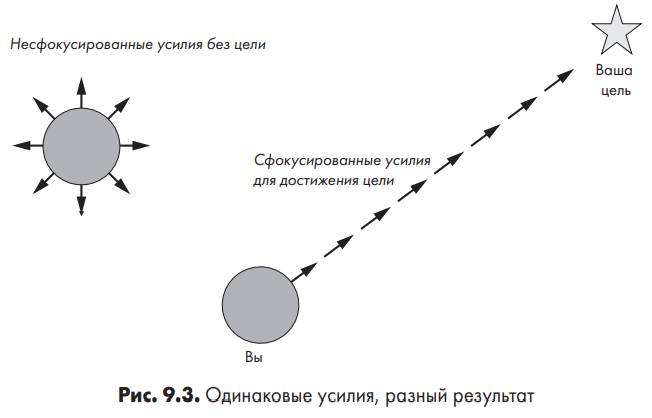 Несфокусированные усилия без цели
Ваша
цель
Сфокусированные усилия
для достижения цели
Вы
Рис. 9.3. Одинаковые усилия, разный результат